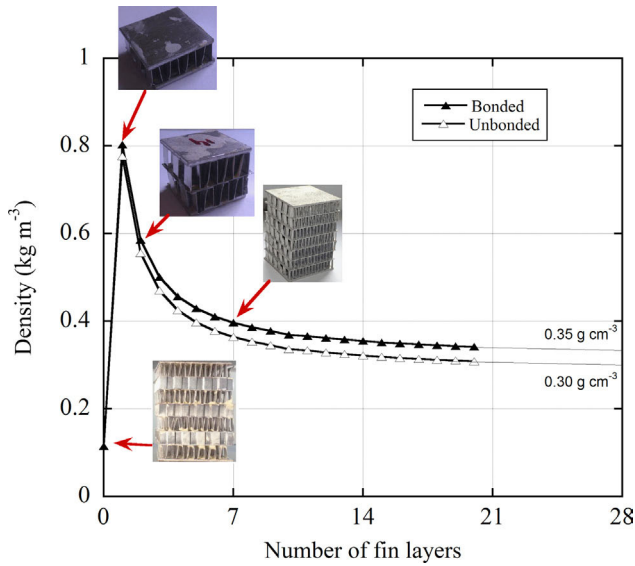 1
0.8
0.6
0.4
0.2
0
Density (kg m⁻³)
Bonded
Unbonded
0.35 g cm⁻³
0.30 g cm⁻³
0
7
14
21
28
Number of fin layers